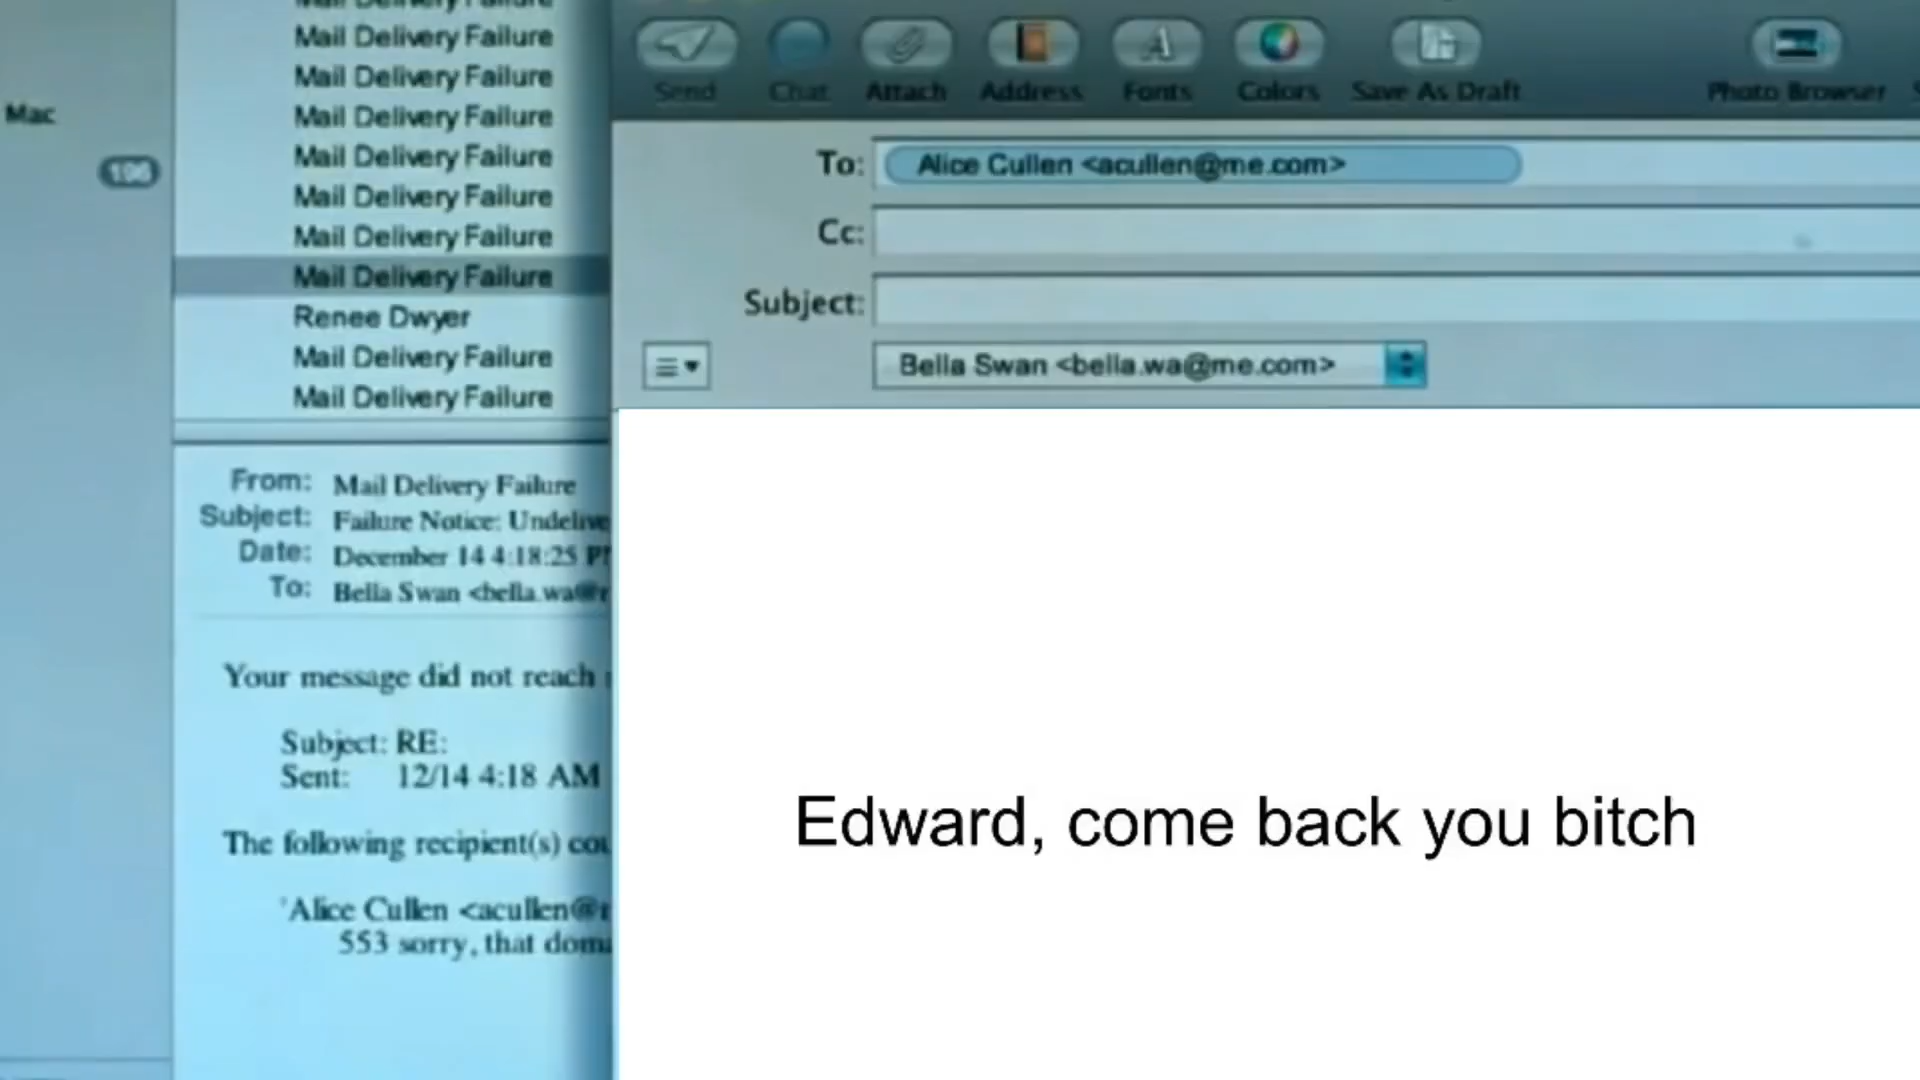 Mail Delivery Failure
Mail Delivery Failure
Mail Delivery Failure
Mail Delivery Failure
Mail Delivery Failure
Mail Delivery Failure
Mail Delivery Failure
Mail Delivery Failure
Renee Dwyer
Mail Delivery Failure
Mail Delivery Failure
Mac
From: Mail Delivery Failure
Subject: Failure Notice:
Date: December 14 4:18:25
To: Bella Swan
Your message did not reach
Subject: RE:
Sent: 12/14 4:18 AM
The following recipient(s)
'Alice Cullen
553 sorry, that
Send Chat Attach Address Fonts Colors Save As Draft Photo Browser
To: Alice Cullen <acullen@me.com>
Cc:
Subject:
Bella Swan <bella.wa@me.com>
Edward, come back you bitch